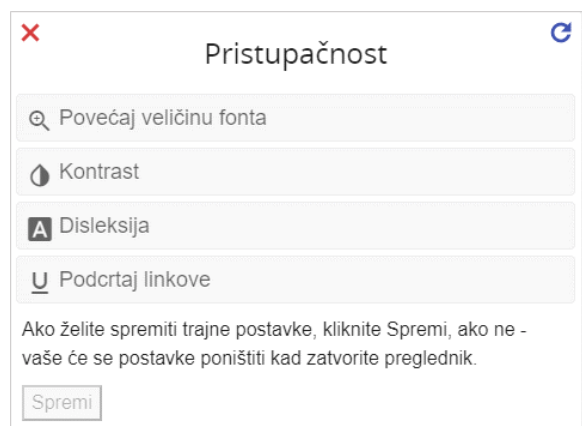 Pristupačnost
Povećaj veličinu fonta
Kontrast
A Disleksija
U Podcrtaj linkove
Ako želite spremiti trajne postavke, kliknite Spremi, ako ne -
vaše će se postavke poništiti kad zatvorite preglednik.
Spremi